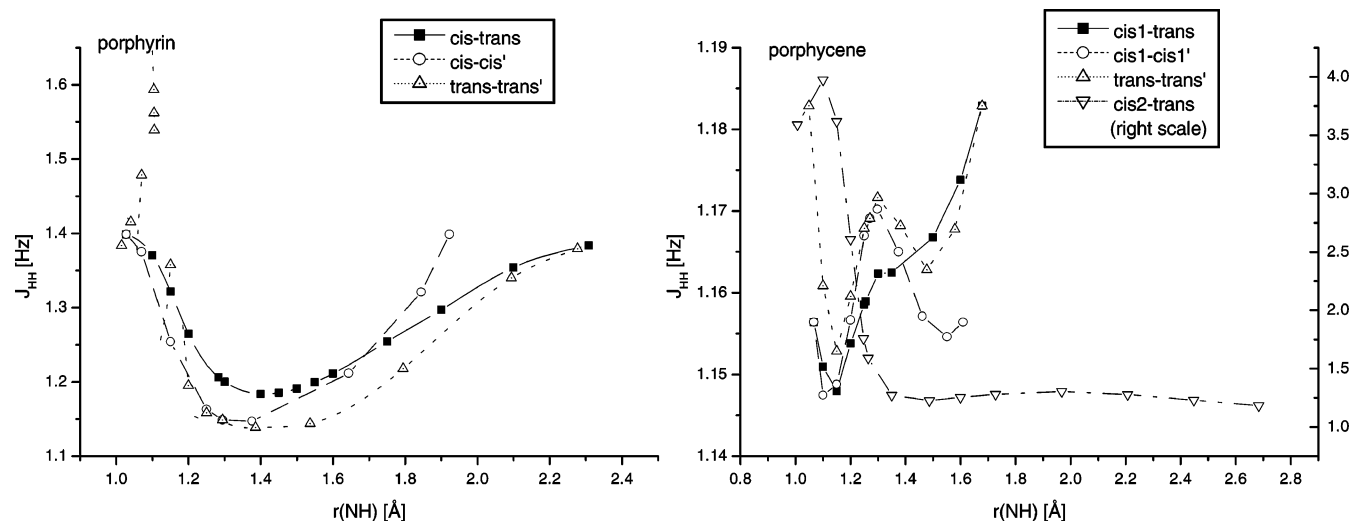 porphyrin
cis-trans
cis-cis'
trans-trans'
1.6
1.5
1.4
1.3
1.2
1.1
J_HH [Hz]
1.0 1.2 1.4 1.6 1.8 2.0 2.2 2.4
r(NH) [Å]
porphycene
cis1-trans
cis1-cis1'
trans-trans'
cis2-trans
(right scale)
1.19
1.18
1.17
1.16
1.15
1.14
J_HH [Hz]
4.0
3.5
3.0
2.5
2.0
1.5
1.0
0.8 1.0 1.2 1.4 1.6 1.8 2.0 2.2 2.4 2.6 2.8
r(NH) [Å]